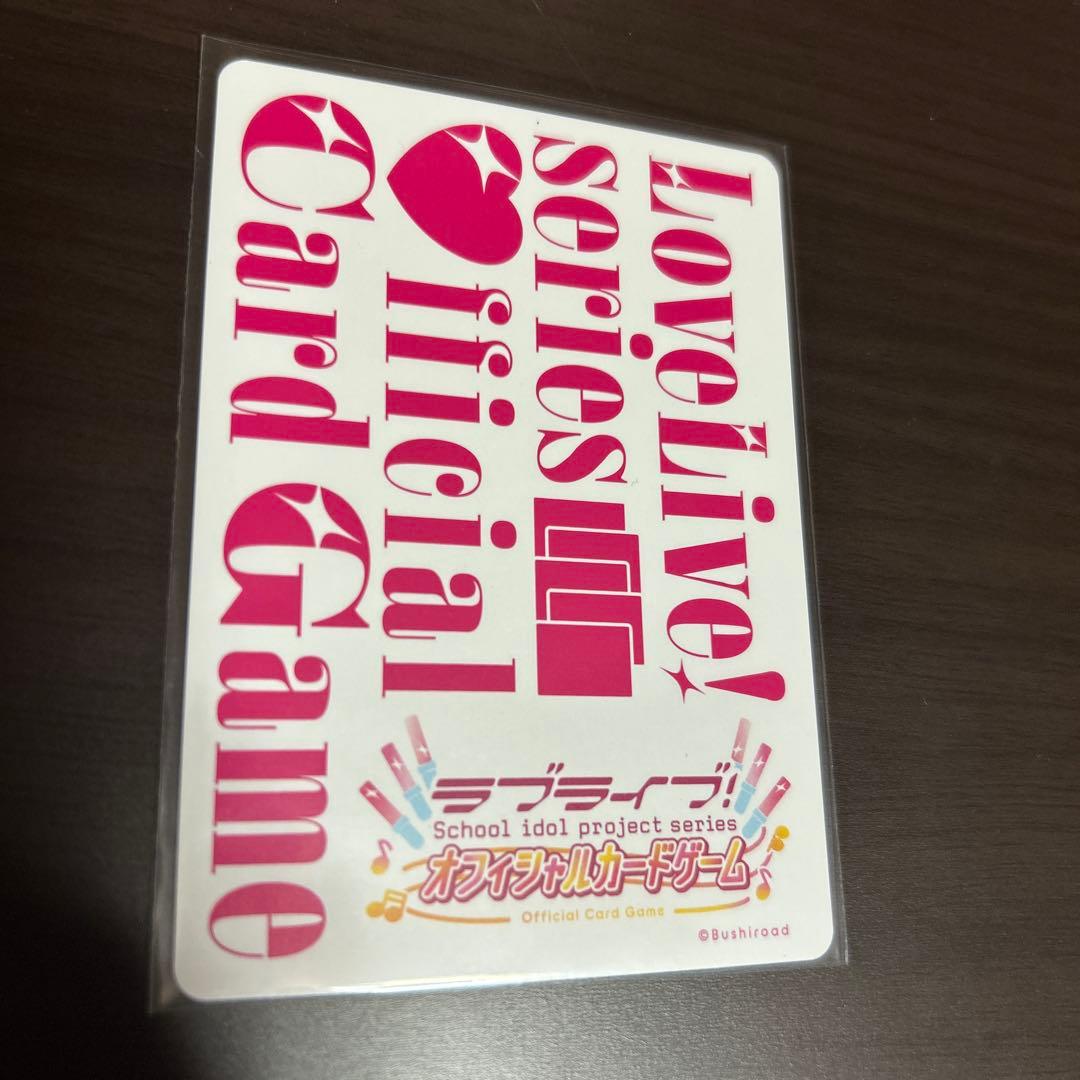 LoveLive!
series
Official
Card Game
ラブライブ!
School idol project series
オフィシャルカードゲーム
Official Card Game
©Bushiroad